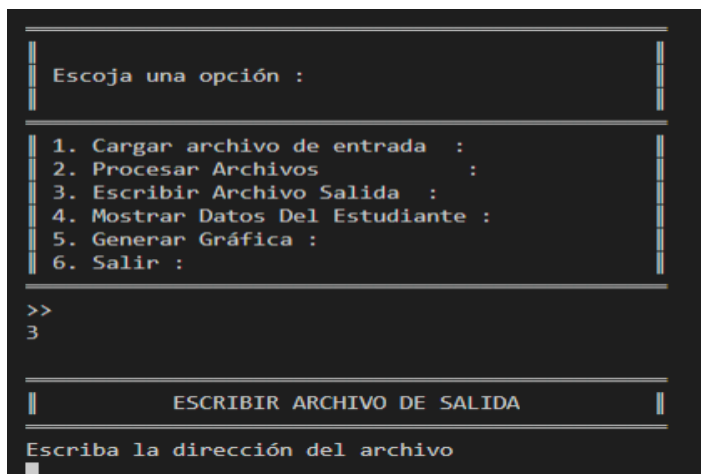 Escoja una opción :
1. Cargar archivo de entrada :
2. Procesar Archivos :
3. Escribir Archivo Salida :
4. Mostrar Datos Del Estudiante :
5. Generar Gráfica :
6. Salir :
>>
3
ESCRIBIR ARCHIVO DE SALIDA
Escriba la dirección del archivo